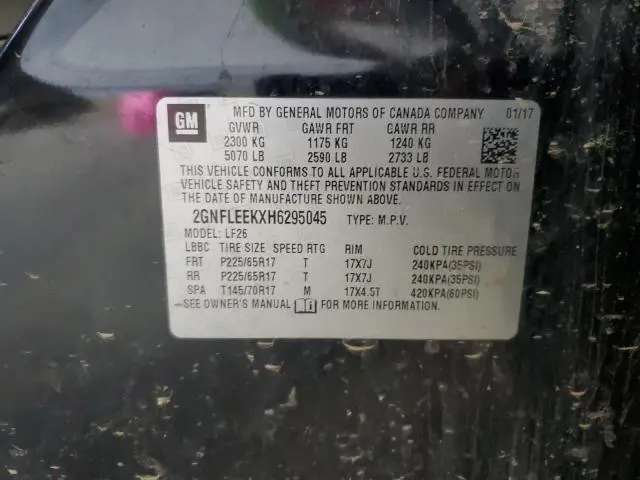 GM MFD BY GENERAL MOTORS OF CANADA COMPANY 01/17
GVWR GAWR FRT GAWR RR
2300 KG 1175 KG 1240 KG
5070 LB 2590 LB 2733 LB
THIS VEHICLE CONFORMS TO ALL APPLICABLE U.S. FEDERAL MOTOR
VEHICLE SAFETY AND THEFT PREVENTION STANDARDS IN EFFECT ON
THE DATE OF MANUFACTURE SHOWN ABOVE.
2GNFLEEKXH6295045 TYPE: M.P.V.
MODEL: LF26
LBBC TIRE SIZE SPEED RTG RIM COLD TIRE PRESSURE
FRT P225/65R17 T 17X7J 240KPA(35PSI)
RR P225/65R17 T 17X7J 240KPA(35PSI)
SPA T145/70R17 M 17X4.5T 420KPA(60PSI)
SEE OWNER'S MANUAL FOR MORE INFORMATION.